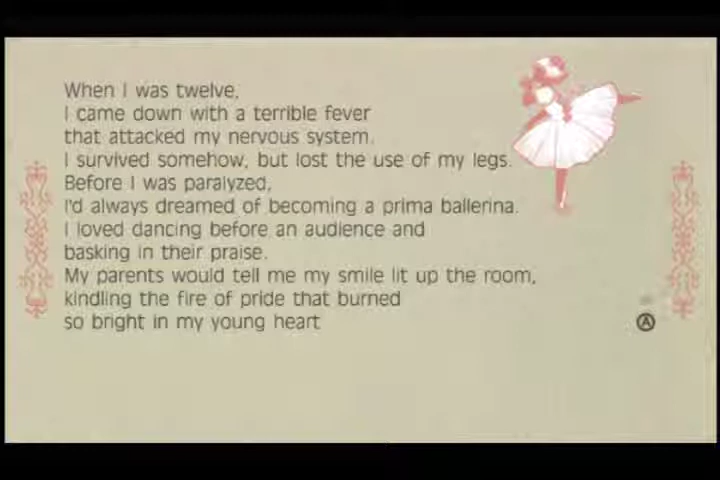 When I was twelve,
I came down with a terrible fever
that attacked my nervous system.
I survived somehow, but lost the use of my legs.
Before I was paralyzed,
I'd always dreamed of becoming a prima ballerina.
I loved dancing before an audience and
basking in their praise.
My parents would tell me my smile lit up the room,
kindling the fire of pride that burned
so bright in my young heart
A